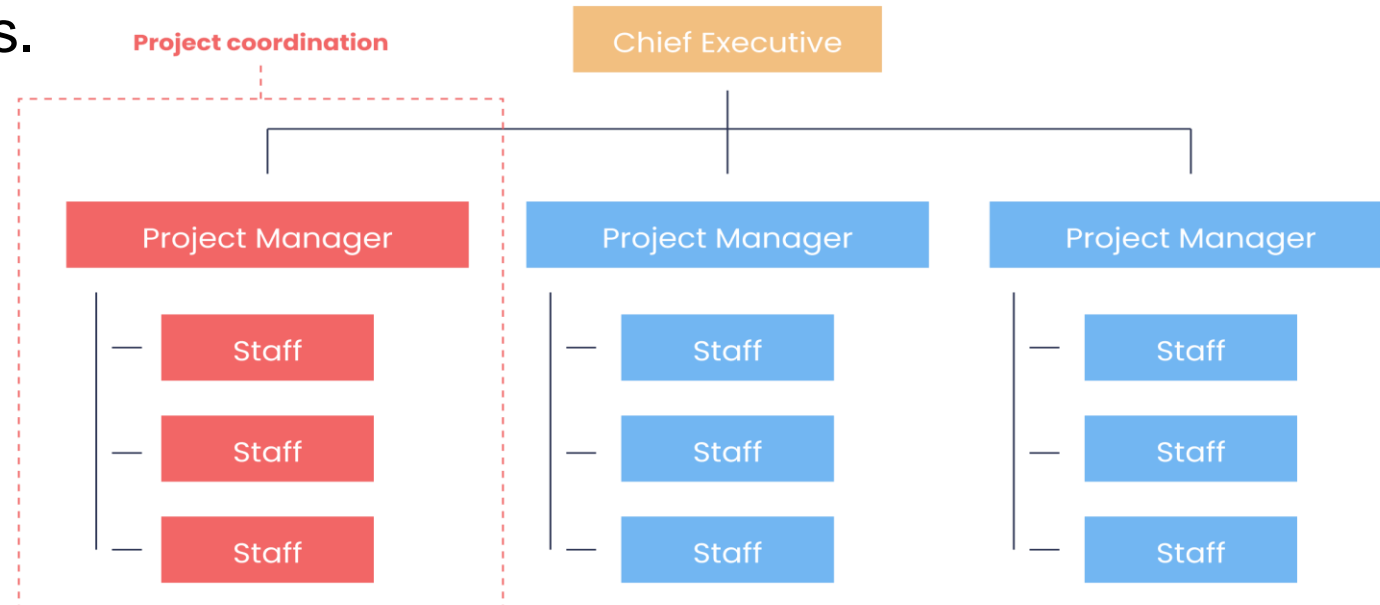 s.
Project coordination
Chief Executive
Project Manager
Project Manager
Project Manager
Staff
Staff
Staff
Staff
Staff
Staff
Staff
Staff
Staff